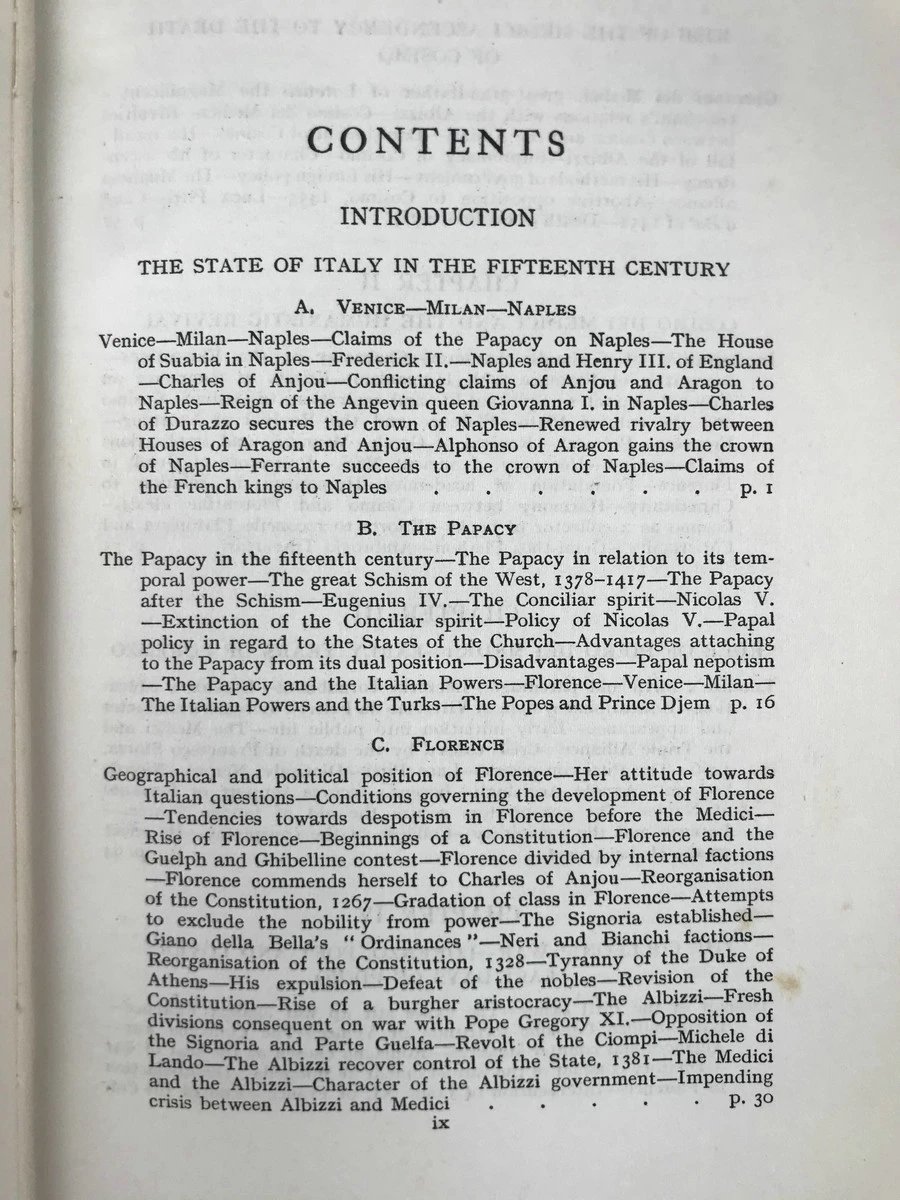 CONTENTS
INTRODUCTION
THE STATE OF ITALY IN THE FIFTEENTH CENTURY
A. VENICE—MILAN—NAPLES
Venice—Milan—Naples—Claims of the Papacy on Naples—The House
of Suabia in Naples—Frederick II.—Naples and Henry III. of England
—Charles of Anjou—Conflicting claims of Anjou and Aragon to
Naples—Reign of the Angevin queen Giovanna I. in Naples—Charles
of Durazzo secures the crown of Naples—Renewed rivalry between
Houses of Aragon and Anjou—Alphonso of Aragon gains the crown
of Naples—Ferrante succeeds to the crown of Naples—Claims of
the French kings to Naples . . . . . . p. 1
B. THE PAPACY
The Papacy in the fifteenth century—The Papacy in relation to its tem-
poral power—The great Schism of the West, 1378-1417—The Papacy
after the Schism—Eugenius IV.—The Conciliar spirit—Nicolas V.
—Extinction of the Conciliar spirit—Policy of Nicolas V.—Papal
policy in regard to the States of the Church—Advantages attaching
to the Papacy from its dual position—Disadvantages—Papal nepotism
—The Papacy and the Italian Powers—Florence—Venice—Milan—
The Italian Powers and the Turks—The Popes and Prince Djem p. 16
C. FLORENCE
Geographical and political position of Florence—Her attitude towards
Italian questions—Conditions governing the development of Florence
—Tendencies towards despotism in Florence before the Medici—
Rise of Florence—Beginnings of a Constitution—Florence and the
Guelph and Ghibelline contest—Florence divided by internal factions
—Florence commends herself to Charles of Anjou—Reorganisation
of the Constitution, 1267—Gradation of class in Florence—Attempts
to exclude the nobility from power—The Signoria established—
Giano della Bella's "Ordinances"—Neri and Bianchi factions—
Reorganisation of the Constitution, 1328—Tyranny of the Duke of
Athens—His expulsion—Defeat of the nobles—Revision of the
Constitution—Rise of a burgher aristocracy—The Albizzi—Fresh
divisions consequent on war with Pope Gregory XI.—Opposition of
the Signoria and Parte Guelfa—Revolt of the Ciompi—Michele di
Lando—The Albizzi recover control of the State, 1381—The Medici
and the Albizzi—Character of the Albizzi government—Impending
crisis between Albizzi and Medici . . . . . p. 30
ix